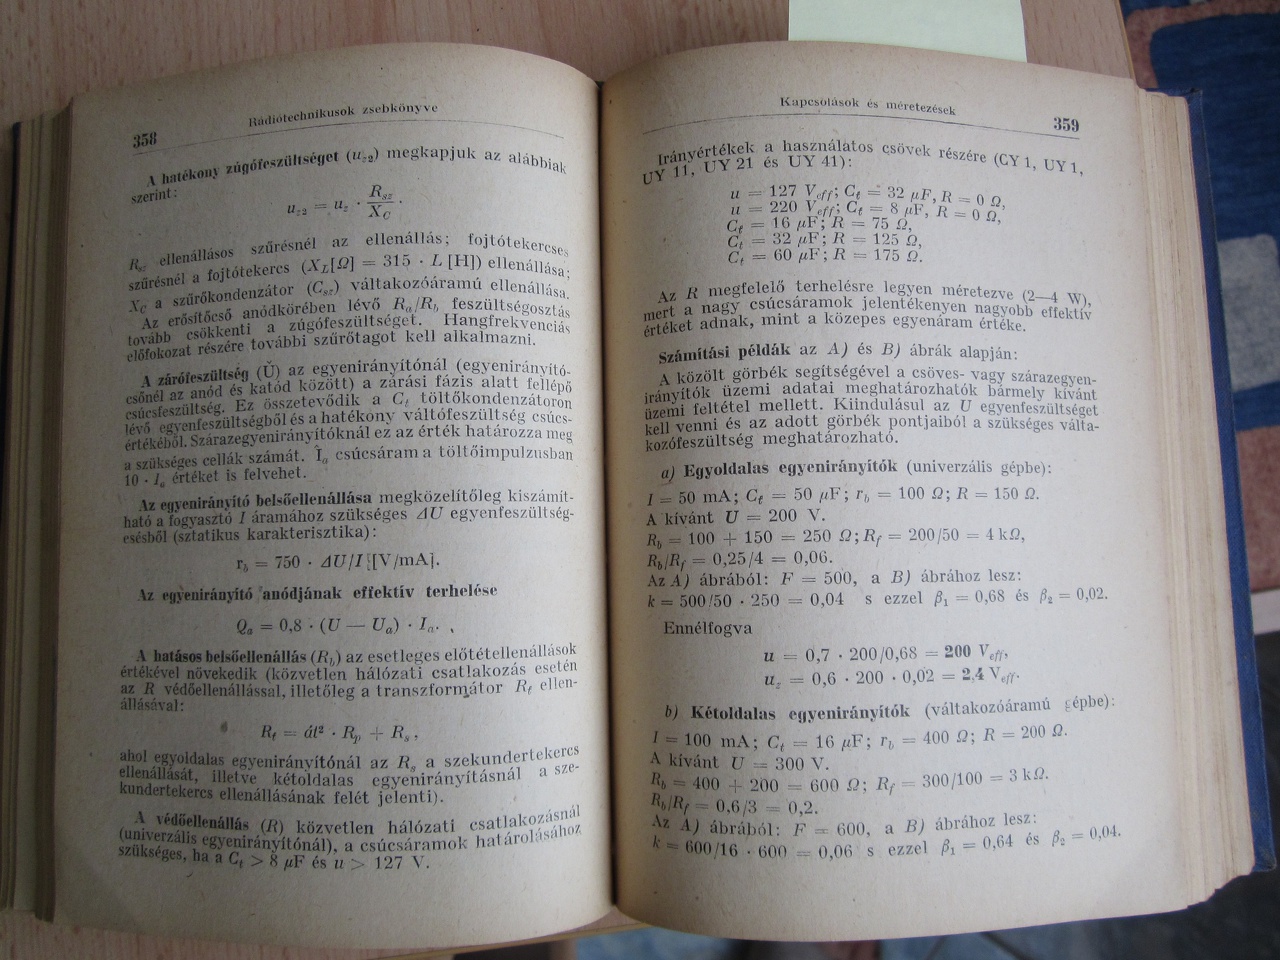 358
Rádiótechnikusok zsebkönyve
A hatékony zúgófeszültséget (u_z2) megkapjuk az alábbiak
szerint:
u_z2 = u_z · R_sz / X_C .
R_sz ellenállásos szűrésnél az ellenállás; fojtótekercses
szűrésnél a fojtótekercs (X_L[Ω] = 315 · L [H]) ellenállása;
X_C a szűrőkondenzátor (C_sz) váltakozóáramú ellenállása.
Az erősítőcső anódkörében lévő R_a/R_b feszültségosztás
tovább csökkenti a zúgófeszültséget. Hangfrekvenciás
előfokozat részére további szűrőtagot kell alkalmazni.
A zárófeszültség (Ŭ) az egyenirányítónál (egyenirányító-
csőnél az anód és katód között) a zárási fázis alatt fellépő
csúcsfeszültség. Ez összetevődik a C_t töltőkondenzátoron
lévő egyenfeszültségből és a hatékony váltófeszültség csúcs-
értékéből. Szárazegyenirányítóknál ez az érték határozza meg
a szükséges cellák számát. Î_a csúcsáram a töltőimpulzusban
10 · I_a értéket is felvehet.
Az egyenirányító belsőellenállása megközelítőleg kiszámít-
ható a fogyasztó I áramához szükséges ΔU egyenfeszültség-
esésből (sztatikus karakterisztika):
r_b = 750 · ΔU/I [V/mA].
Az egyenirányító anódjának effektív terhelése
Q_a = 0,8 · (U — U_a) · I_a.
A hatásos belsőellenállás (R_b) az esetleges előtétellenállások
értékével növekedik (közvetlen hálózati csatlakozás esetén
az R védőellenállással, illetőleg a transzformátor R_t ellen-
állásával:
R_t = át² · R_p + R_s,
ahol egyoldalas egyenirányítónál az R_s a szekundertekercs
ellenállását, illetve kétoldalas egyenirányításnál a sze-
kundertekercs ellenállásának felét jelenti).
A védőellenállás (R) közvetlen hálózati csatlakozásnál
(univerzális egyenirányítónál), a csúcsáramok határolásához
szükséges, ha a C_t > 8 μF és u > 127 V.
Kapcsolások és méretezések
359
Irányértékek a használatos csövek részére (CY 1, UY 1,
UY 11, UY 21 és UY 41):
u = 127 V_eff; C_t = 32 μF, R = 0 Ω,
u = 220 V_eff; C_t = 8 μF, R = 0 Ω,
C_t = 16 μF; R = 75 Ω,
C_t = 32 μF; R = 125 Ω,
C_t = 60 μF; R = 175 Ω.
Az R megfelelő terhelésre legyen méretezve (2—4 W),
mert a nagy csúcsáramok jelentékenyen nagyobb effektív
értéket adnak, mint a közepes egyenáram értéke.
Számítási példák az A) és B) ábrák alapján:
A közölt görbék segítségével a csöves- vagy szárazegyen-
irányítók üzemi adatai meghatározhatók bármely kívánt
üzemi feltétel mellett. Kiindulásul az U egyenfeszültséget
kell venni és az adott görbék pontjaiból a szükséges válta-
kozófeszültség meghatározható.
a) Egyoldalas egyenirányítók (univerzális gépbe):
I = 50 mA; C_t = 50 μF; r_b = 100 Ω; R = 150 Ω.
A kívánt U = 200 V.
R_b = 100 + 150 = 250 Ω; R_f = 200/50 = 4 kΩ,
R_b/R_f = 0,25/4 = 0,06.
Az A) ábrából: F = 500, a B) ábrához lesz:
k = 500/50 · 250 = 0,04 s ezzel β₁ = 0,68 és β₂ = 0,02.
Ennélfogva
u = 0,7 · 200/0,68 = 200 V_eff,
u_z = 0,6 · 200 · 0,02 = 2,4 V_eff.
b) Kétoldalas egyenirányítók (váltakozóáramú gépbe):
I = 100 mA; C_t = 16 μF; r_b = 400 Ω; R = 200 Ω.
A kívánt U = 300 V.
R_b = 400 + 200 = 600 Ω; R_f = 300/100 = 3 kΩ.
R_b/R_f = 0,6/3 = 0,2.
Az A) ábrából: F = 600, a B) ábrához lesz:
k = 600/16 · 600 = 0,06 s ezzel β₁ = 0,64 és β₂ = 0,04.